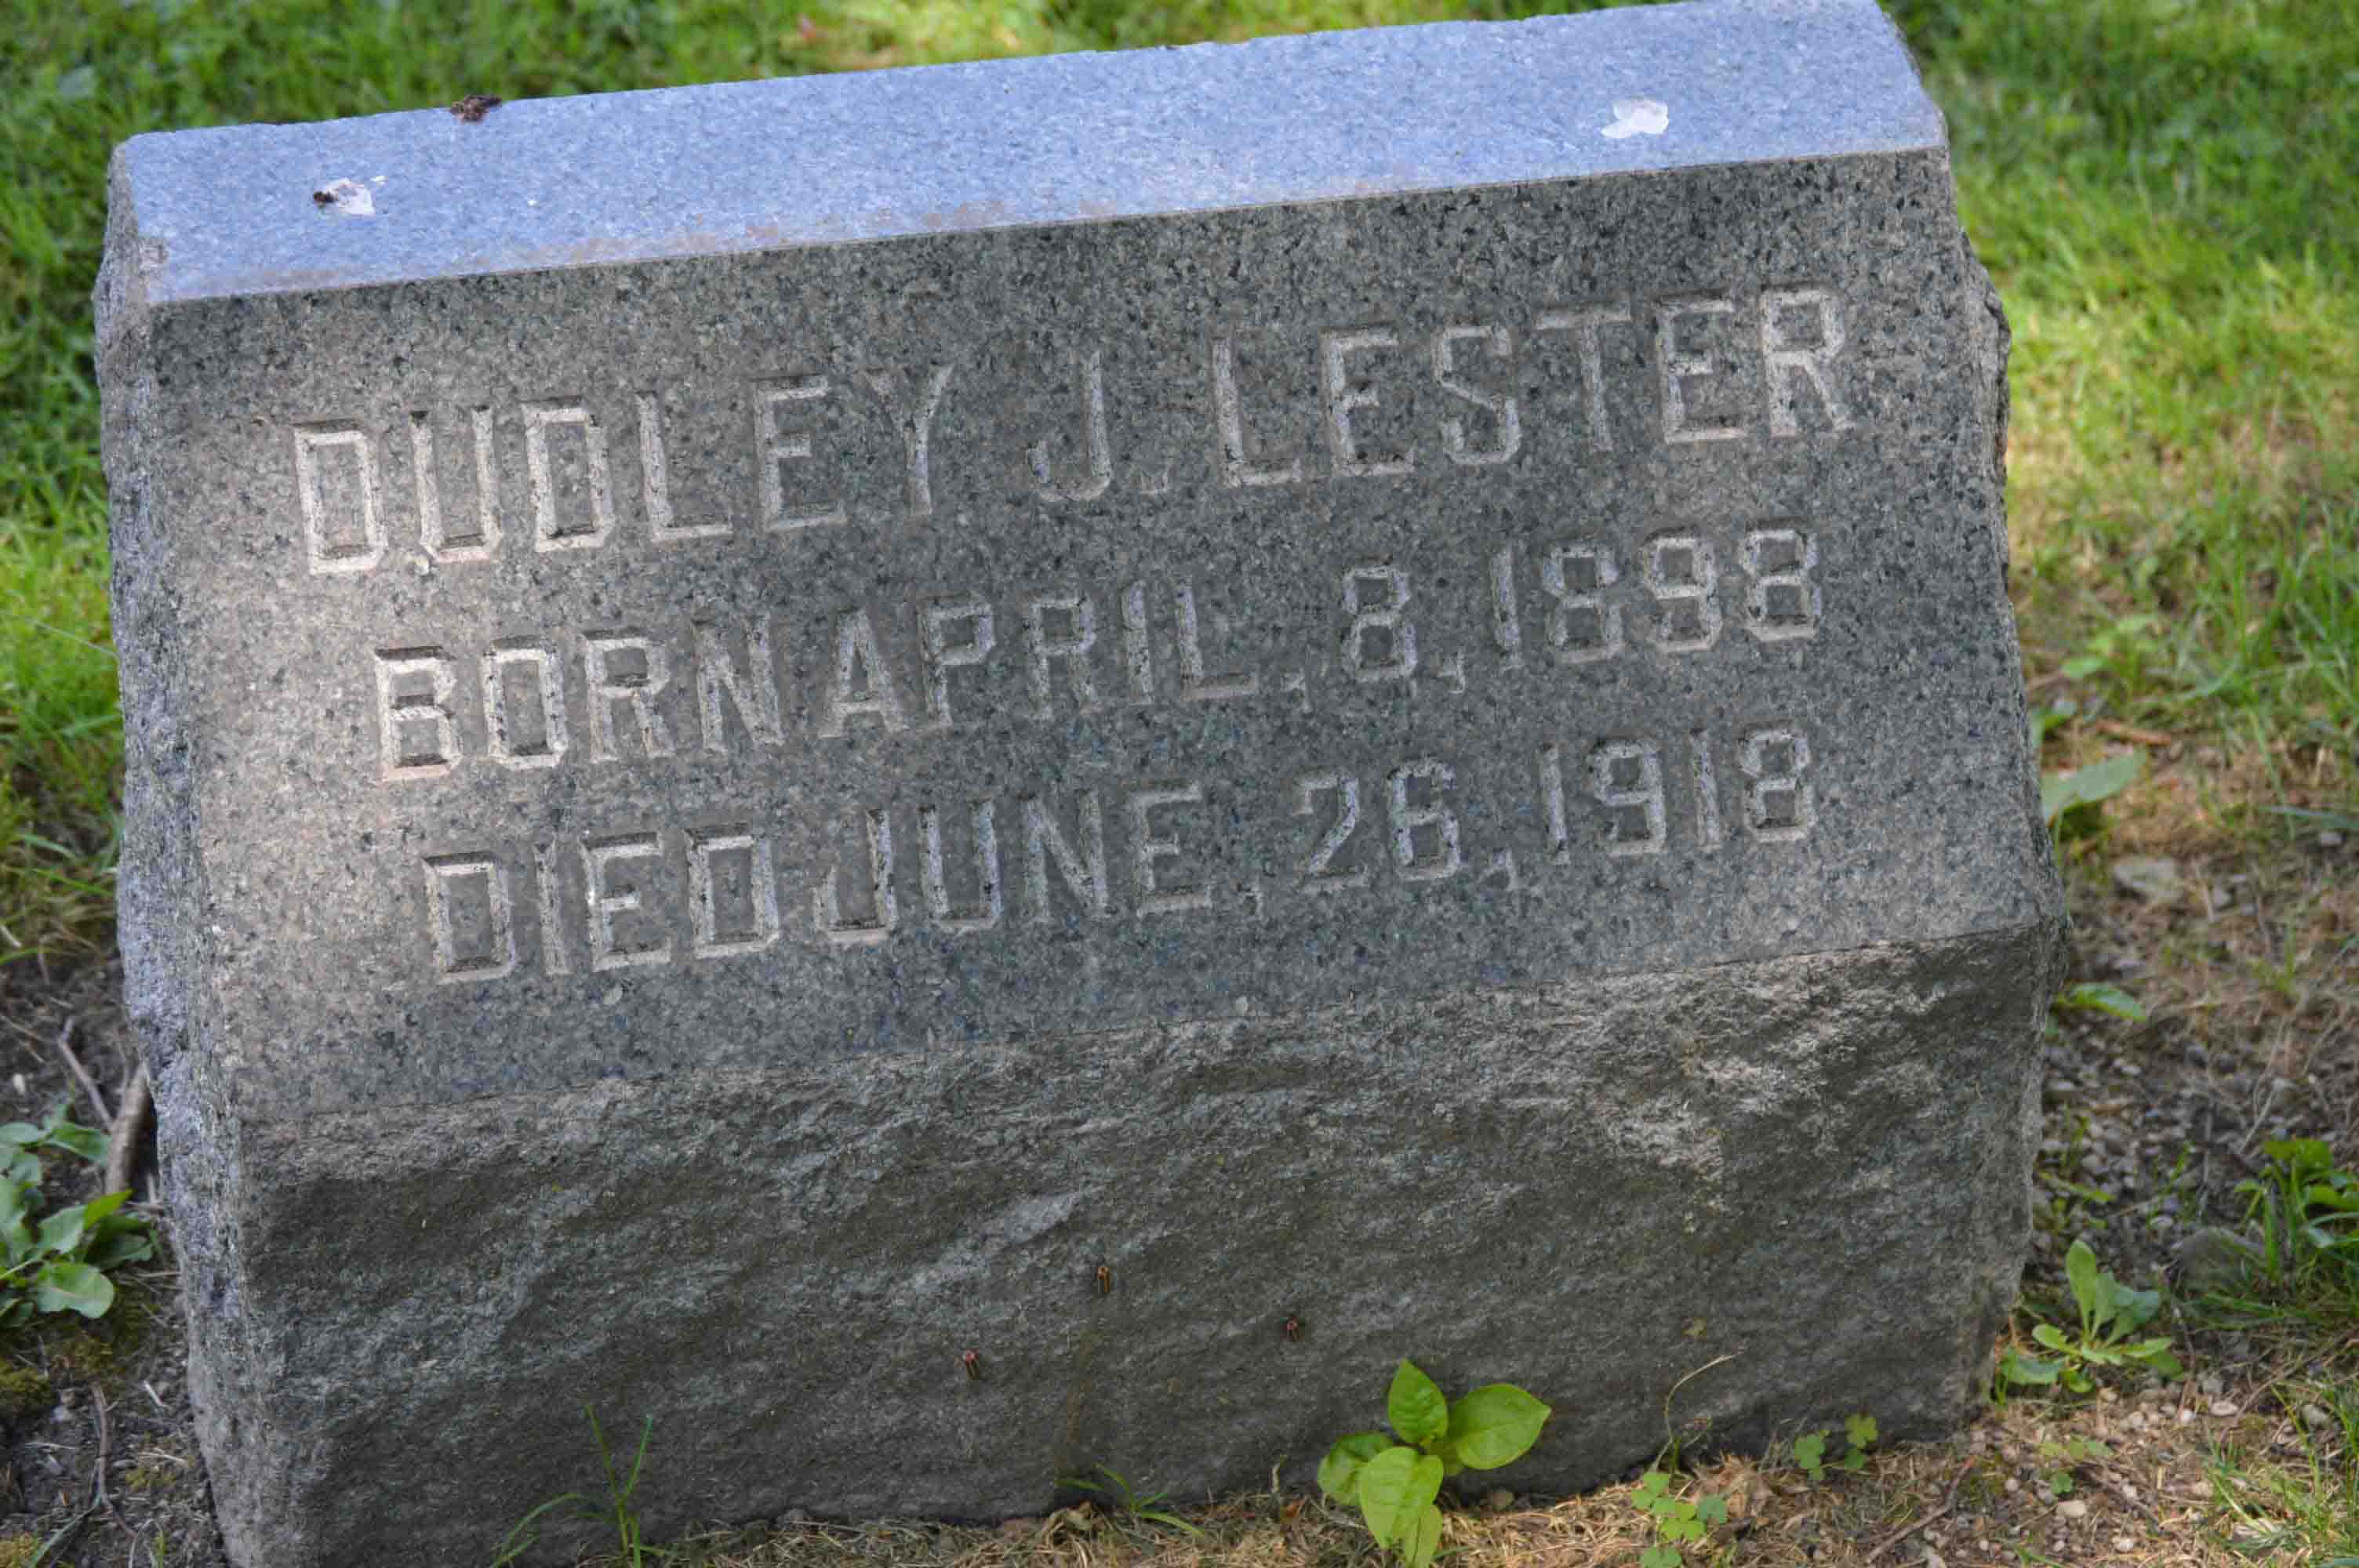 DUDLEY J. LESTER
BORN APRIL, 8, 1898
DIED JUNE, 26, 1918